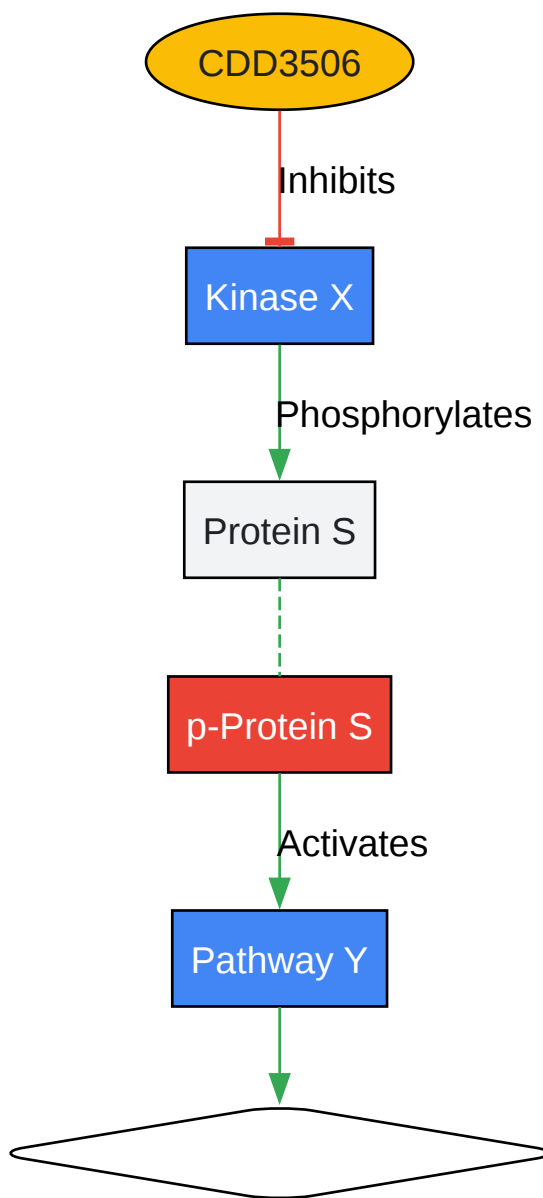 CDD3506
Inhibits
Kinase X
Phosphorylates
Protein S
p-Protein S
Activates
Pathway Y